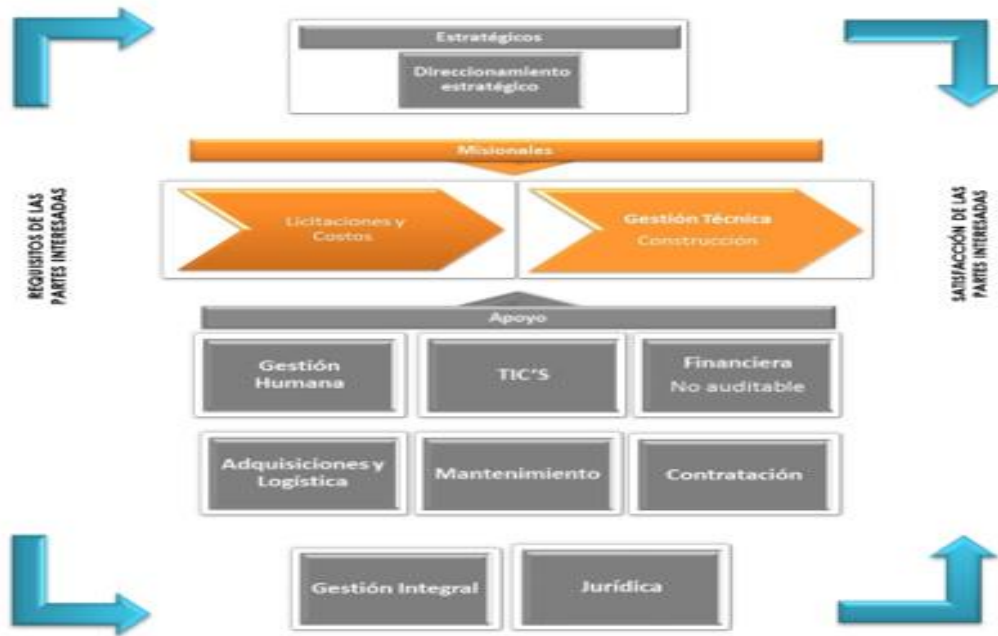 Estratégicos
Direccionamiento
estratégico
Misionales
REQUISITOS DE LAS
PARTES INTERESADAS
Licitaciones y
Costos
Gestión Técnica
Construcción
SATISFACCIÓN DE LAS
PARTES INTERESADAS
Apoyo
Gestión
Humana
TIC'S
Financiera
No auditable
Adquisiciones y
Logística
Mantenimiento
Contratación
Gestión Integral
Jurídica